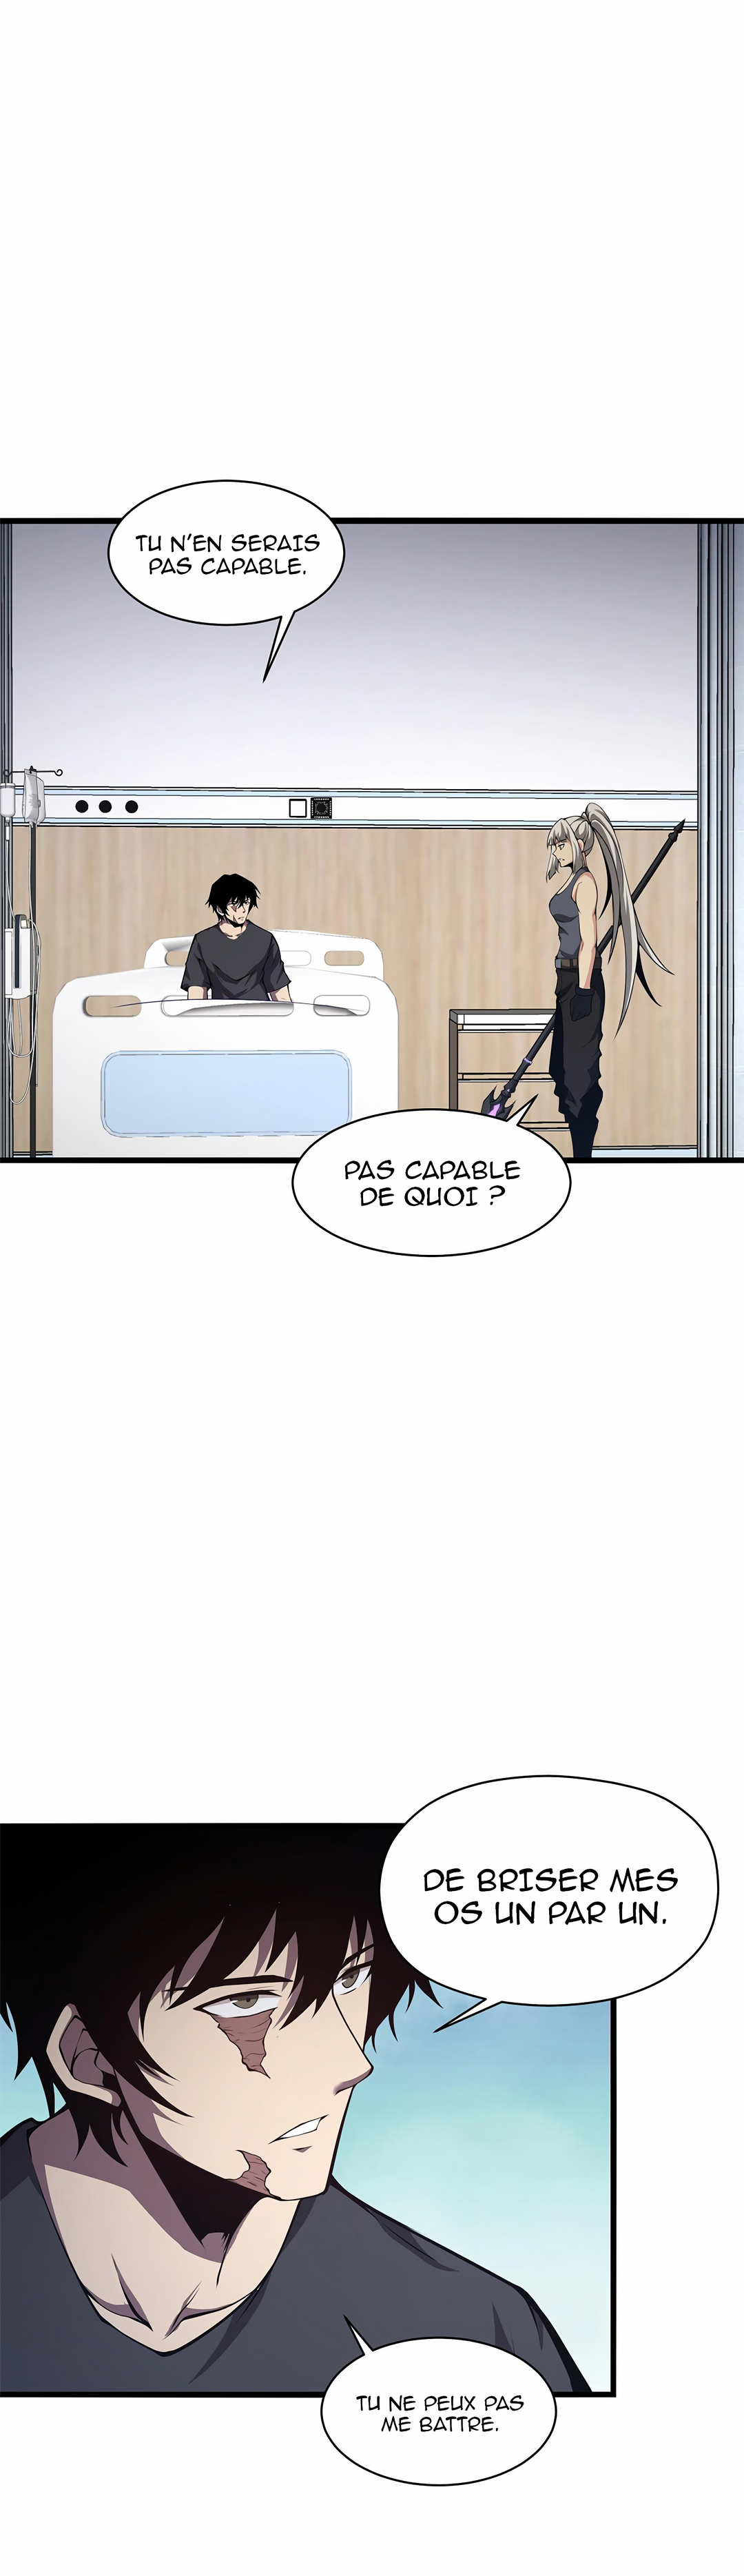 TU N'EN SERAIS
PAS CAPABLE.
PAS CAPABLE
DE QUOI ?
DE BRISER MES
OS UN PAR UN.
TU NE PEUX PAS
ME BATTRE.